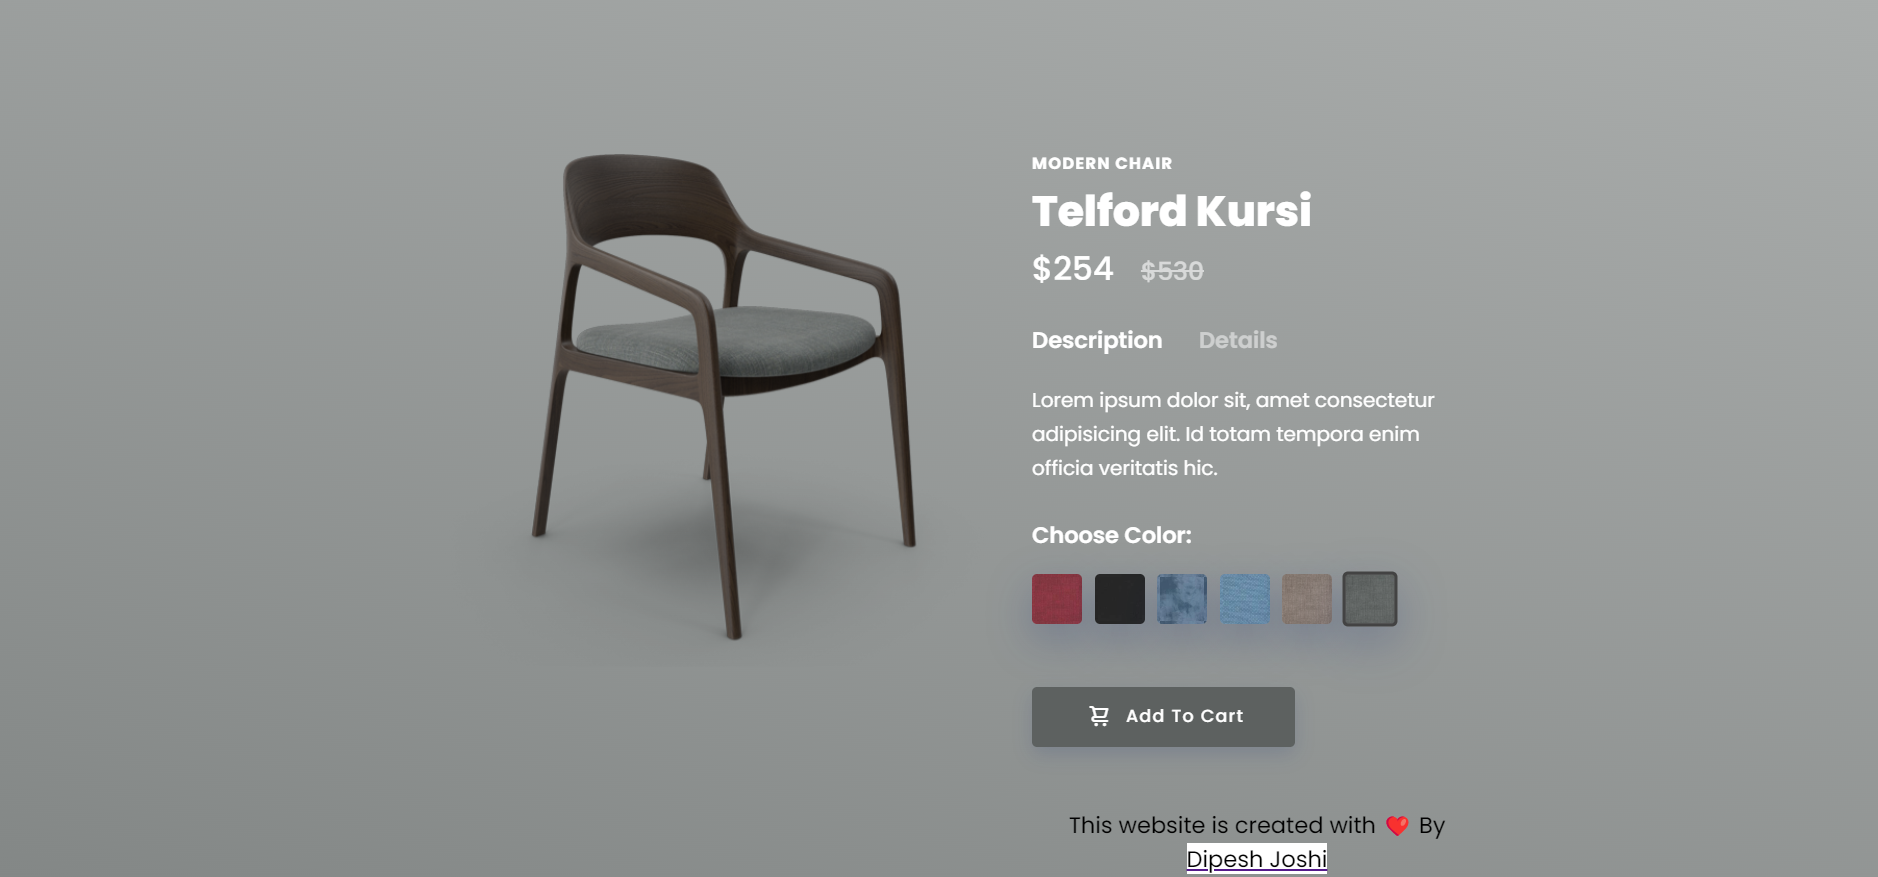 MODERN CHAIR
Telford Kursi
$254 $530
Description Details
Lorem ipsum dolor sit, amet consectetur
adipisicing elit. Id totam tempora enim
officia veritatis hic.
Choose Color:
Add To Cart
This website is created with ❤️ By
Dipesh Joshi